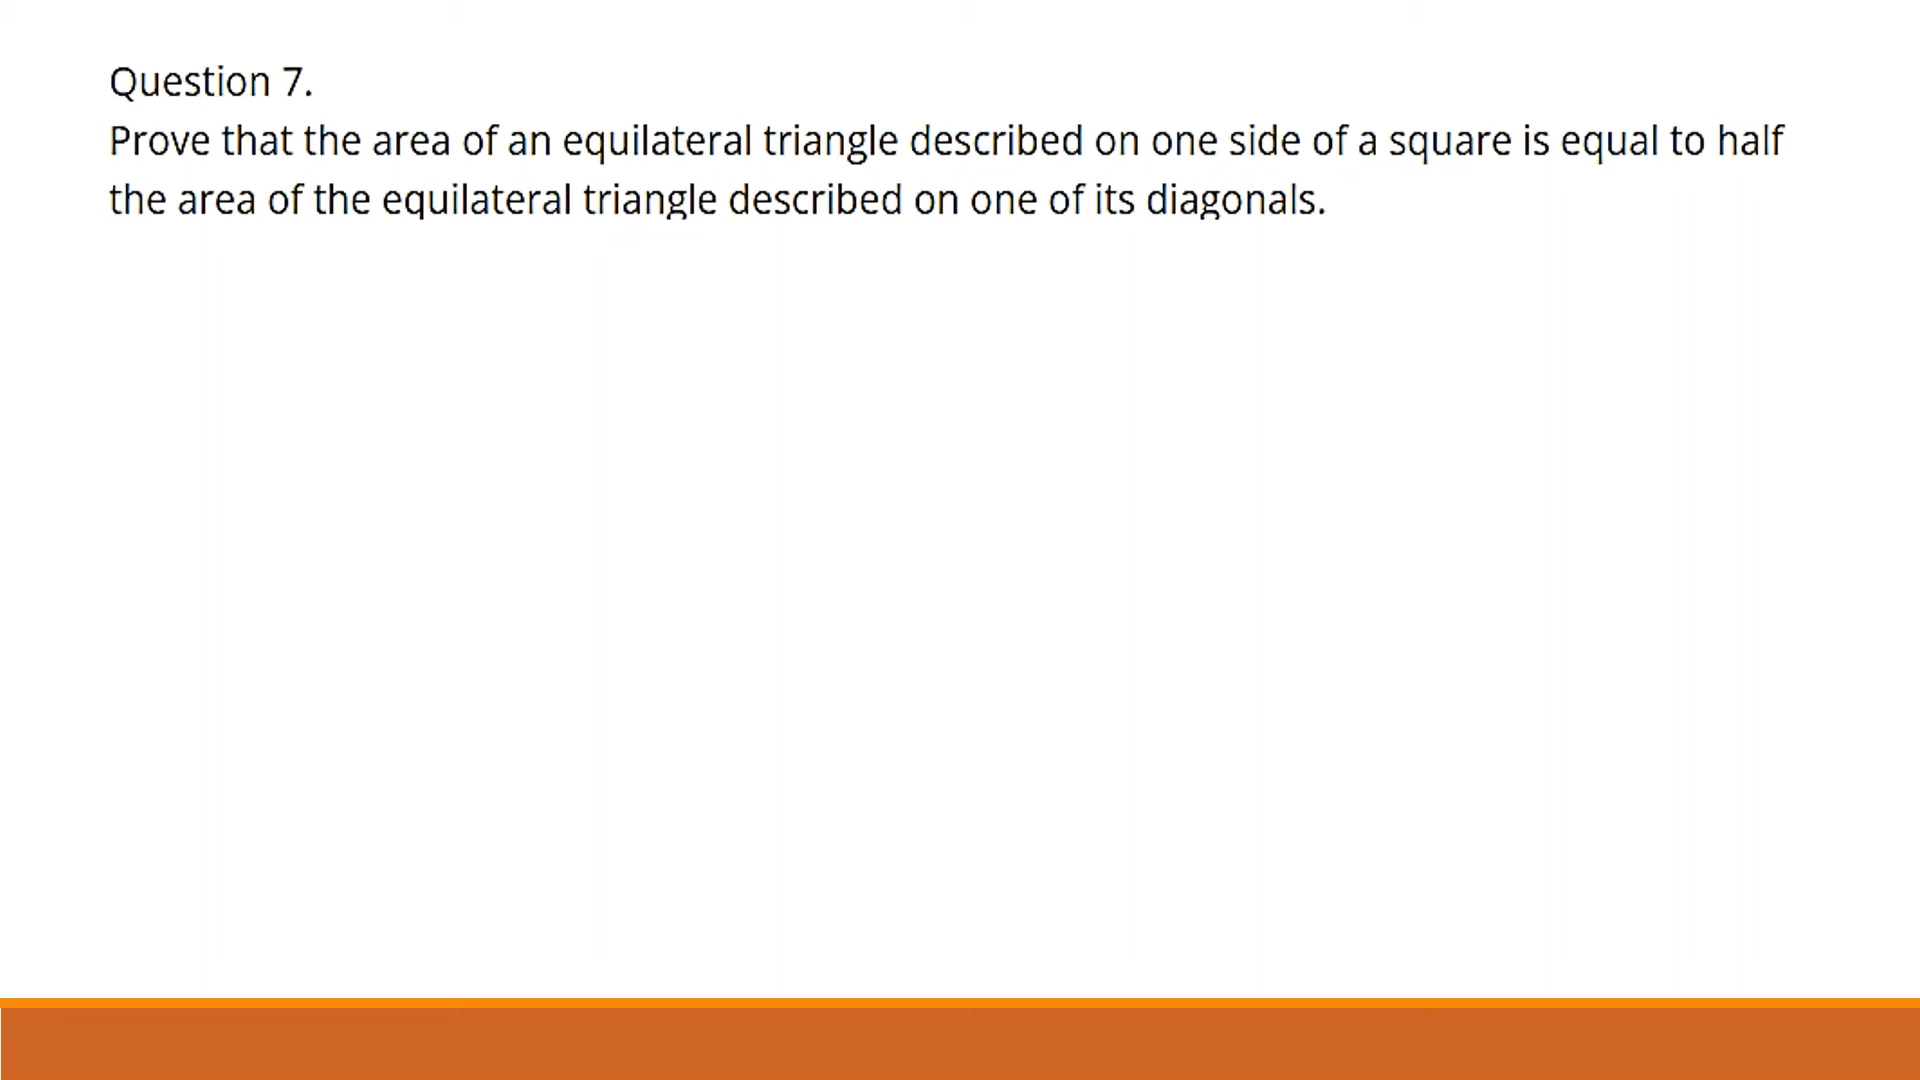 Question 7.
Prove that the area of an equilateral triangle described on one side of a square is equal to half
the area of the equilateral triangle described on one of its diagonals.